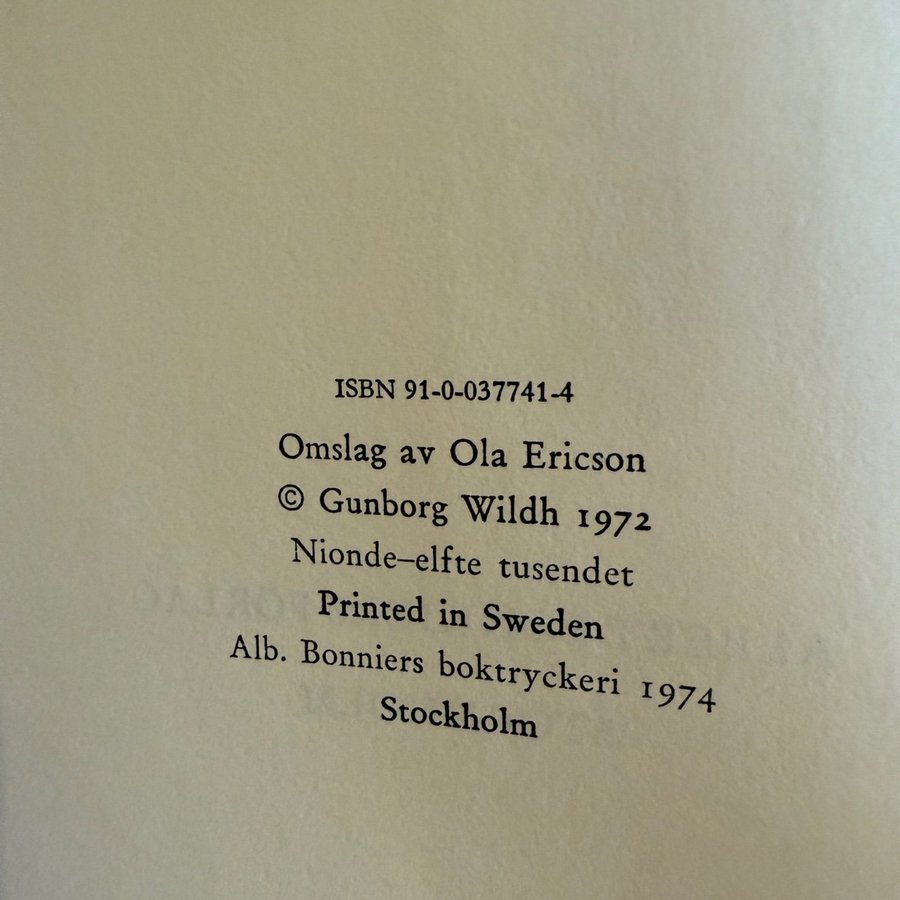 ISBN 91-0-037741-4
Omslag av Ola Ericson
© Gunborg Wildh 1972
Nionde–elfte tusendet
Printed in Sweden
Alb. Bonniers boktryckeri 1974
Stockholm